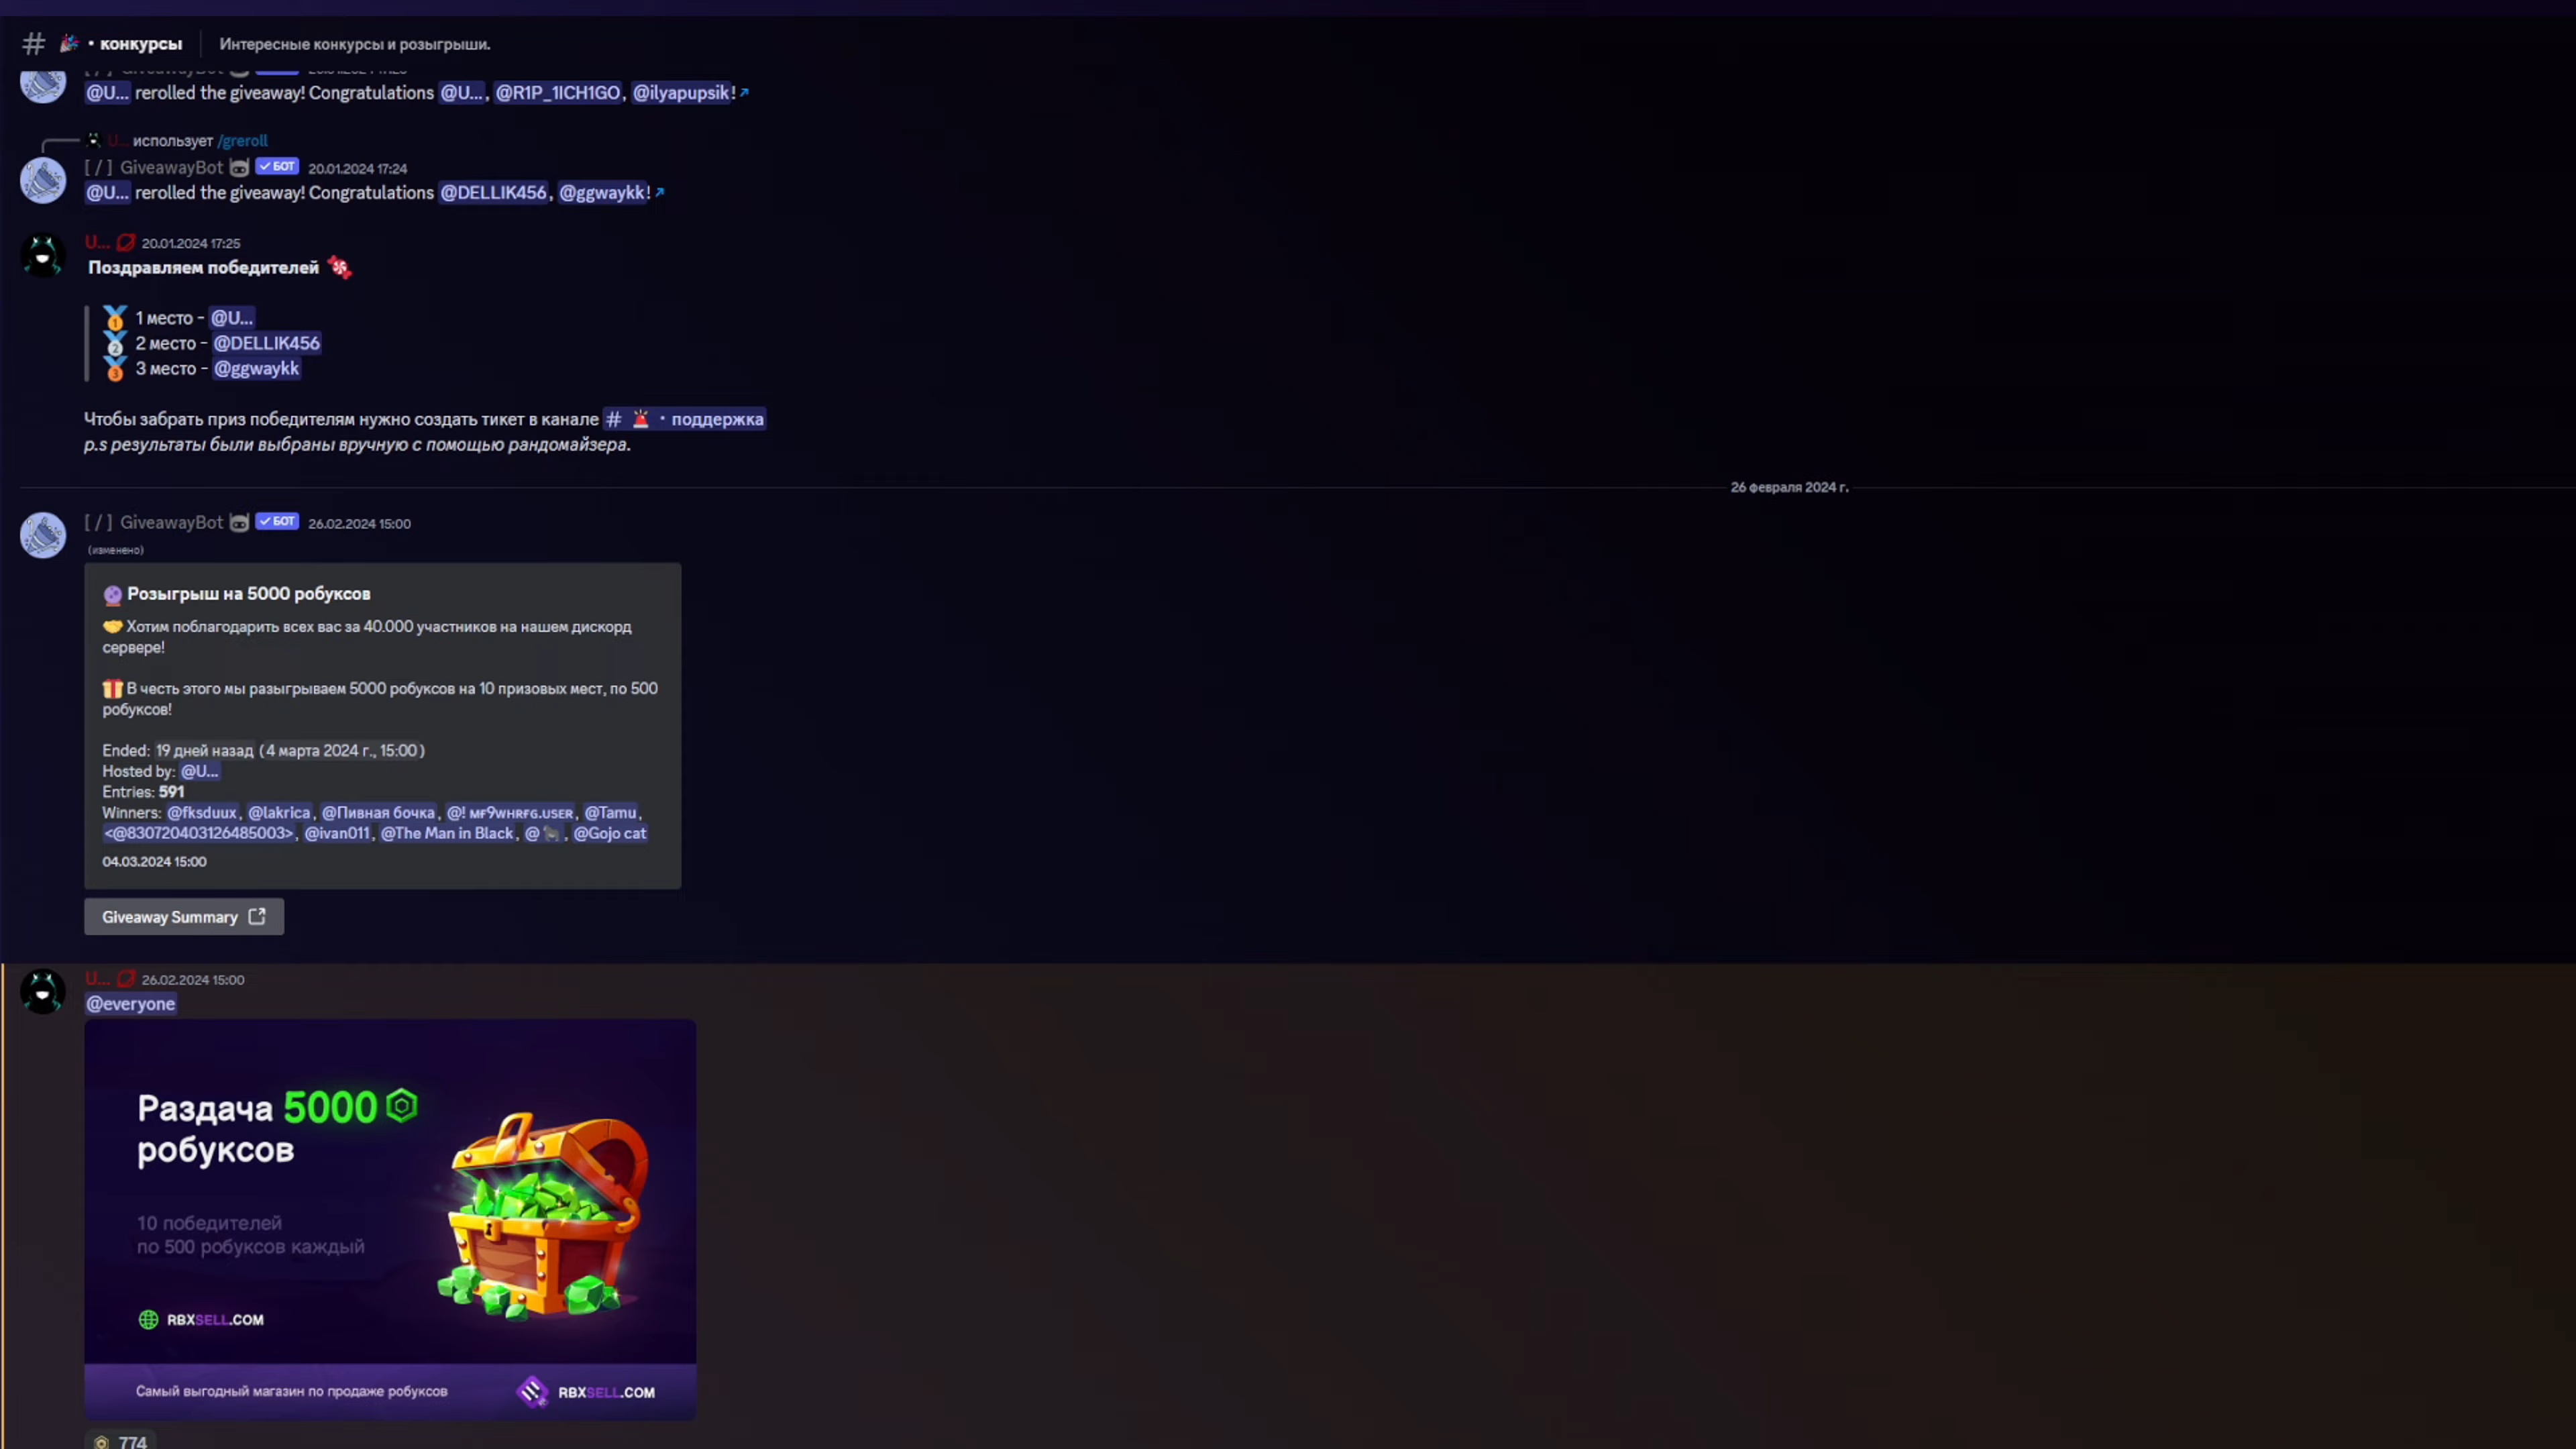 # • конкурсы Интересные конкурсы и розыгрыши.
@U... rerolled the giveaway! Congratulations @U..., @R1P_1ICH1GO, @ilyapupsik!
U... использует /greroll
[ / ] GiveawayBot БОТ 20.01.2024 17:24
@U... rerolled the giveaway! Congratulations @DELLIK456, @ggwaykk!
U... 20.01.2024 17:25
Поздравляем победителей
1 место - @U...
2 место - @DELLIK456
3 место - @ggwaykk
Чтобы забрать приз победителям нужно создать тикет в канале # • поддержка
p.s результаты были выбраны вручную с помощью рандомайзера.
26 февраля 2024 г.
[ / ] GiveawayBot БОТ 26.02.2024 15:00
(изменено)
Розыгрыш на 5000 робуксов
Хотим поблагодарить всех вас за 40.000 участников на нашем дискорд
сервере!
В честь этого мы разыгрываем 5000 робуксов на 10 призовых мест, по 500
робуксов!
Ended: 19 дней назад (4 марта 2024 г., 15:00)
Hosted by: @U...
Entries: 591
Winners: @fksduux, @lakrica, @Пивная бочка, @! ᴍғ9ᴡʜʀғɢ.ᴜsᴇʀ, @Tamu,
<@830720403126485003>, @ivan011, @The Man in Black, @ , @Gojo cat
04.03.2024 15:00
Giveaway Summary
U... 26.02.2024 15:00
@everyone
Раздача 5000
робуксов
10 победителей
по 500 робуксов каждый
RBXSELL.COM
Самый выгодный магазин по продаже робуксов RBXSELL.COM
774